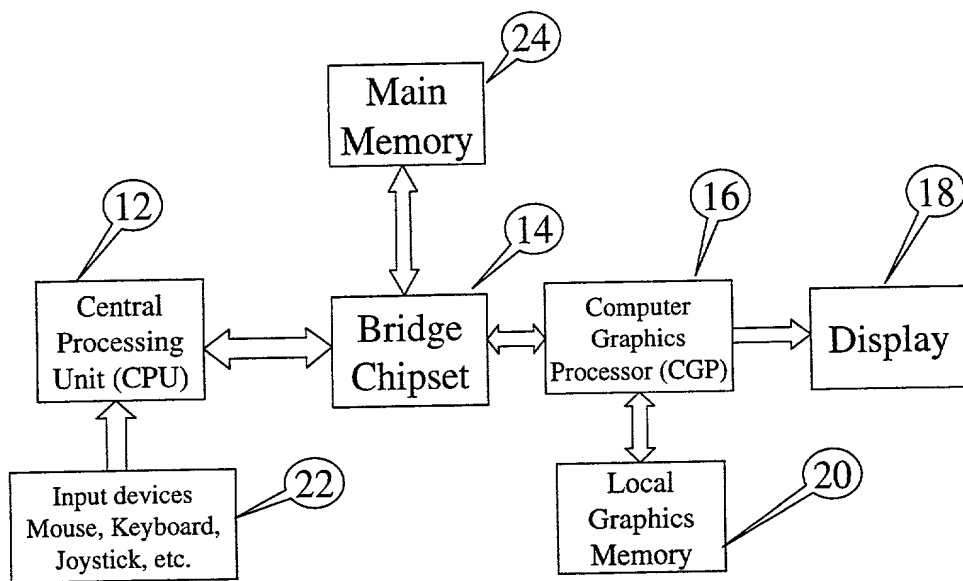 24
Main
Memory
12
14
16
18
Central
Processing
Unit (CPU)
Bridge
Chipset
Computer
Graphics
Processor (CGP)
Display
22
Input devices
Mouse, Keyboard,
Joystick, etc.
20
Local
Graphics
Memory